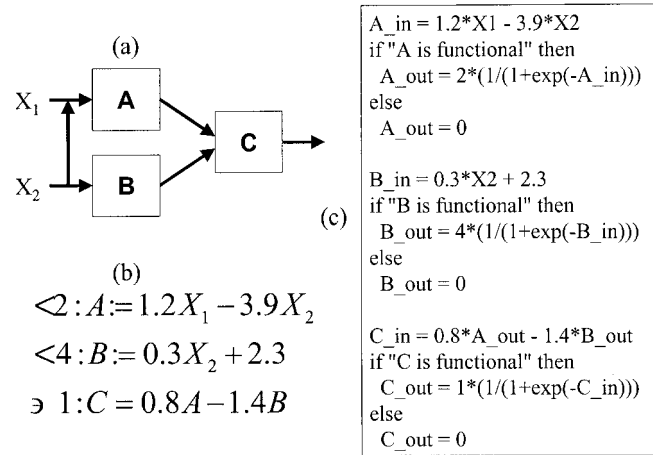 (a)
X₁
A
X₂
B
C
(b)
<2:A:=1.2X₁−3.9X₂
<4:B:=0.3X₂+2.3
϶ 1:C=0.8A−1.4B
(c)
A_in = 1.2*X1 - 3.9*X2
if "A is functional" then
A_out = 2*(1/(1+exp(-A_in)))
else
A_out = 0
B_in = 0.3*X2 + 2.3
if "B is functional" then
B_out = 4*(1/(1+exp(-B_in)))
else
B_out = 0
C_in = 0.8*A_out - 1.4*B_out
if "C is functional" then
C_out = 1*(1/(1+exp(-C_in)))
else
C_out = 0